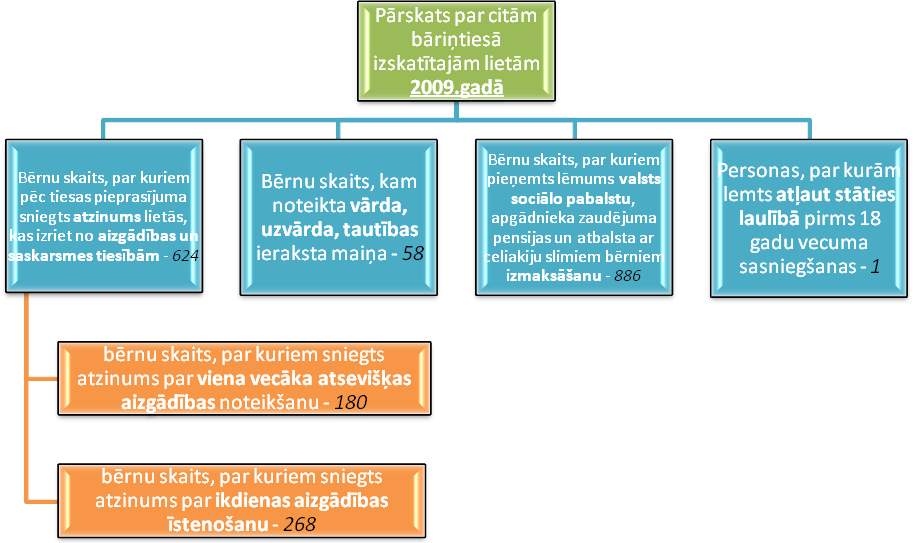 Pārskats par citām
bāriņtiesā
izskatītajām lietām
2009.gadā
Bērnu skaits, par kuriem
pēc tiesas pieprasījuma
sniegts atzinums lietās,
kas izriet no aizgādības un
saskarsmes tiesībām - 624
Bērnu skaits, kam
noteikta vārda,
uzvārda, tautības
ieraksta maiņa - 58
Bērnu skaits, par kuriem
pieņemts lēmums valsts
sociālo pabalstu,
apgādnieka zaudējuma
pensijas un atbalsta ar
celiakiju slimiem bērniem
izmaksāšanu - 886
Personas, par kurām
lemts atļaut stāties
laulībā pirms 18
gadu vecuma
sasniegšanas - 1
bērnu skaits, par kuriem sniegts
atzinums par viena vecāka atsevišķas
aizgādības noteikšanu - 180
bērnu skaits, par kuriem sniegts
atzinums par ikdienas aizgādības
īstenošanu - 268